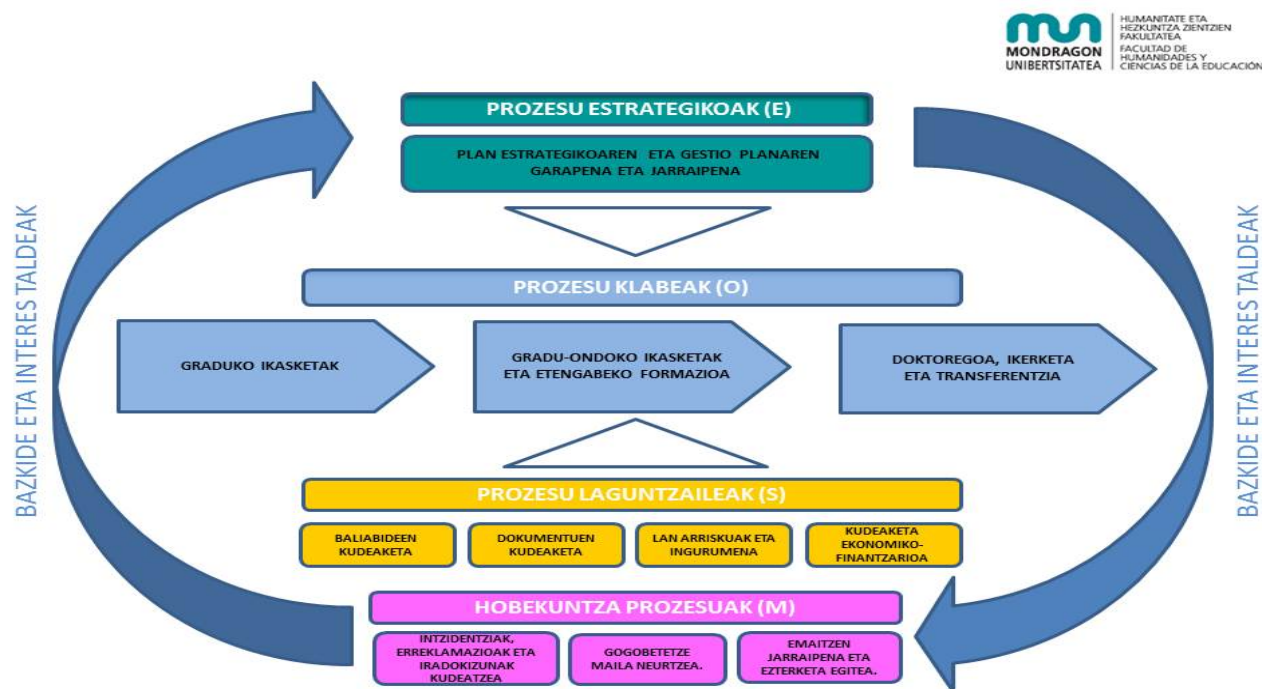 MONDRAGON
UNIBERTSITATEA
HUMANITATE ETA
HEZKUNTZA ZIENTZIEN
FAKULTATEA
FACULTAD DE
HUMANIDADES Y
CIENCIAS DE LA EDUCACIÓN
BAZKIDE ETA INTERES TALDEAK
PROZESU ESTRATEGIKOAK (E)
PLAN ESTRATEGIKOAREN ETA GESTIO PLANAREN
GARAPENA ETA JARRAIPENA
PROZESU KLABEAK (O)
GRADUKO IKASKETAK
GRADU-ONDOKO IKASKETAK
ETA ETENGABEKO FORMAZIOA
DOKTOREGOA, IKERKETA
ETA TRANSFERENTZIA
PROZESU LAGUNTZAILEAK (S)
BALIABIDEEN
KUDEAKETA
DOKUMENTUEN
KUDEAKETA
LAN ARRISKUAK ETA
INGURUMENA
KUDEAKETA
EKONOMIKO-
FINANTZARIOA
HOBEKUNTZA PROZESUAK (M)
INTZIDENTZIAK,
ERREKLAMAZIOAK ETA
IRADOKIZUNAK
KUDEATZEA
GOGOBETETZE
MAILA NEURTZEA.
EMAITZEN
JARRAIPENA ETA
EZTERKETA EGITEA.
BAZKIDE ETA INTERES TALDEAK